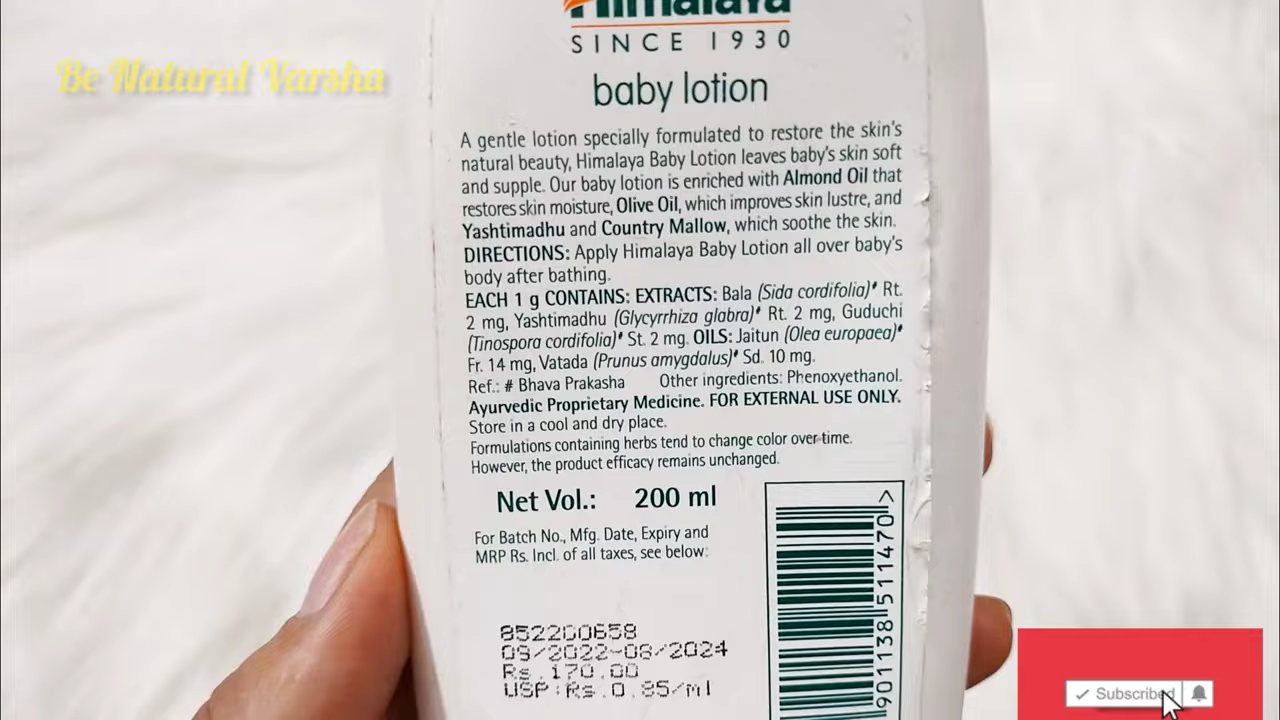 Himalaya
SINCE 1930
Be Natural Varsha
baby lotion
A gentle lotion specially formulated to restore the skin's
natural beauty, Himalaya Baby Lotion leaves baby's skin soft
and supple. Our baby lotion is enriched with Almond Oil that
restores skin moisture, Olive Oil, which improves skin lustre, and
Yashtimadhu and Country Mallow, which soothe the skin.
DIRECTIONS: Apply Himalaya Baby Lotion all over baby's
body after bathing.
EACH 1 g CONTAINS: EXTRACTS: Bala (Sida cordifolia)# Rt.
2 mg, Yashtimadhu (Glycyrrhiza glabra)# Rt. 2 mg, Guduchi
(Tinospora cordifolia)# St. 2 mg. OILS: Jaitun (Olea europaea)#
Fr. 14 mg, Vatada (Prunus amygdalus)# Sd. 10 mg.
Ref.: # Bhava Prakasha Other ingredients: Phenoxyethanol.
Ayurvedic Proprietary Medicine. FOR EXTERNAL USE ONLY.
Store in a cool and dry place.
Formulations containing herbs tend to change color over time.
However, the product efficacy remains unchanged.
Net Vol.: 200 ml
For Batch No., Mfg. Date, Expiry and
MRP Rs. Incl. of all taxes, see below:
852200658
09/2022-08/2024
Rs.170.00
USP:Rs.0.85/ml
901138 511470 >
Subscribed